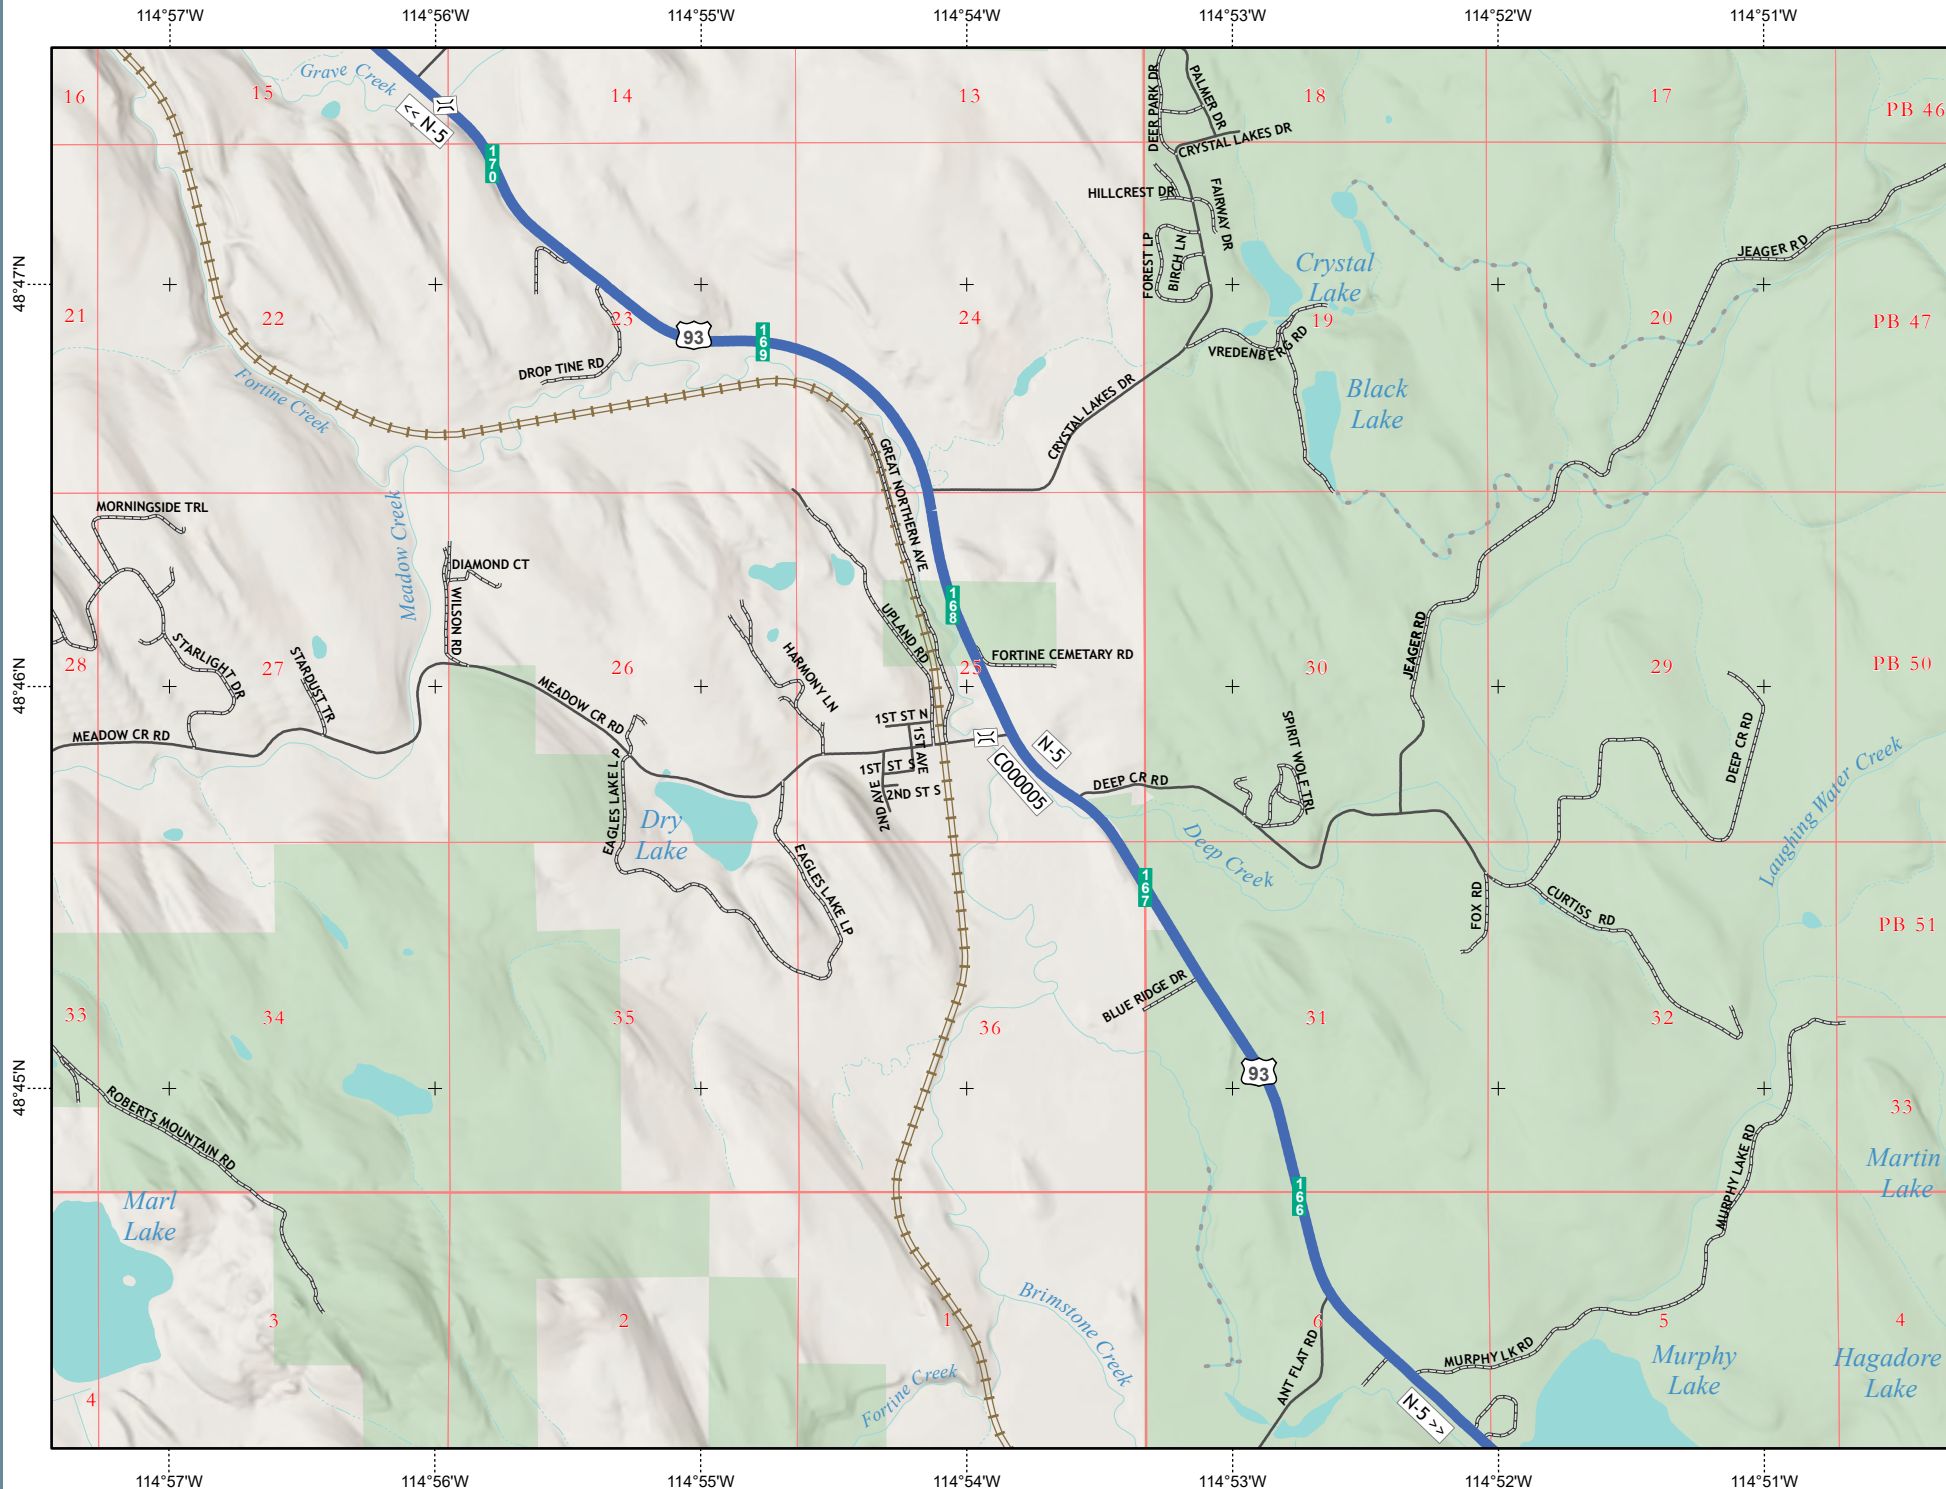 114°57'W
114°56'W
114°55'W
114°54'W
114°53'W
114°52'W
114°51'W
Grave Creek
16
15
14
13
18
17
PB 46
<< N-5
DEER PARK DR
PALMER DR
CRYSTAL LAKES DR
170
HILLCREST DR
FAIRWAY DR
FOREST LP
BIRCH LN
JEAGER RD
48°47'N
Crystal
Lake
21
22
23
24
19
20
PB 47
93
169
VREDENBERG RD
DROP TINE RD
Fortine Creek
CRYSTAL LAKES DR
Black
Lake
GREAT NORTHERN AVE
MORNINGSIDE TRL
Meadow Creek
DIAMOND CT
WILSON RD
168
UPLAND RD
JEAGER RD
STARLIGHT DR
STARDUST TR
HARMONY LN
FORTINE CEMETARY RD
28
27
26
25
30
29
PB 50
48°46'N
MEADOW CR RD
MEADOW CR RD
1ST ST N
1ST AVE
1ST ST S
2ND AVE
2ND ST S
N-5
C000005
DEEP CR RD
SPIRIT WOLF TRL
DEEP CR RD
EAGLES LAKE LP
Dry
Lake
EAGLES LAKE LP
Deep Creek
Laughing Water Creek
167
FOX RD
CURTISS RD
PB 51
BLUE RIDGE DR
33
34
35
36
31
32
48°45'N
93
ROBERTS MOUNTAIN RD
33
MURPHY LAKE RD
Martin
Lake
Marl
Lake
166
Brimstone Creek
3
2
1
6
5
4
ANT FLAT RD
MURPHY LK RD
Murphy
Lake
Hagadore
Lake
Fortine Creek
4
N-5 >>
114°57'W
114°56'W
114°55'W
114°54'W
114°53'W
114°52'W
114°51'W